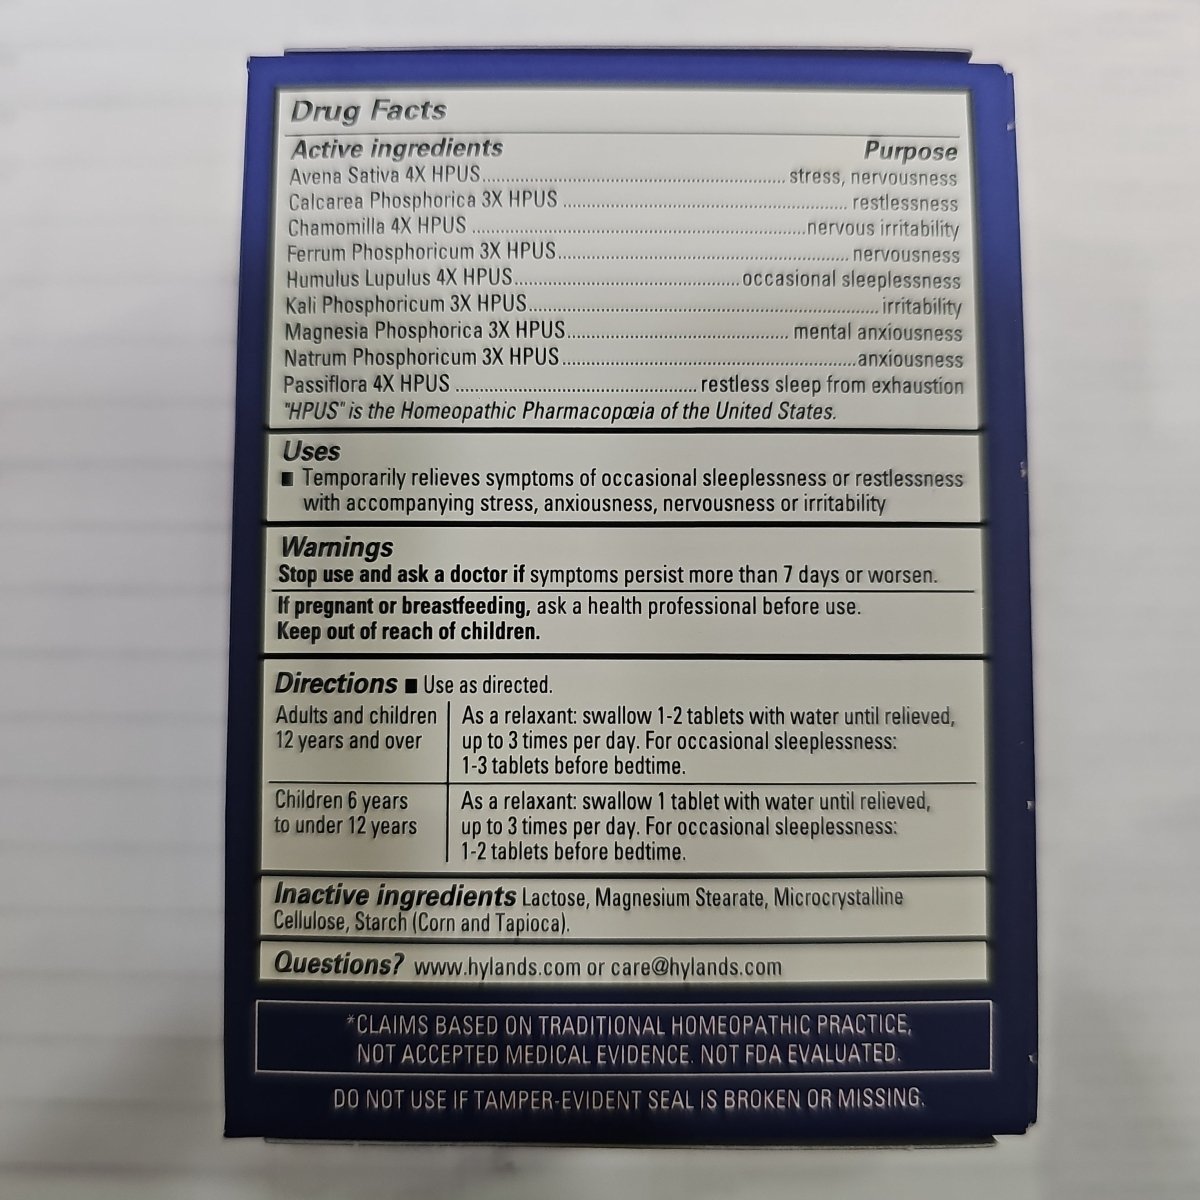 Drug Facts
Active ingredients Purpose
Avena Sativa 4X HPUS.....stress, nervousness
Calcarea Phosphorica 3X HPUS.....restlessness
Chamomilla 4X HPUS.....nervous irritability
Ferrum Phosphoricum 3X HPUS.....nervousness
Humulus Lupulus 4X HPUS.....occasional sleeplessness
Kali Phosphoricum 3X HPUS.....irritability
Magnesia Phosphorica 3X HPUS.....mental anxiousness
Natrum Phosphoricum 3X HPUS.....anxiousness
Passiflora 4X HPUS.....restless sleep from exhaustion
"HPUS" is the Homeopathic Pharmacopœia of the United States.
Uses
■ Temporarily relieves symptoms of occasional sleeplessness or restlessness
with accompanying stress, anxiousness, nervousness or irritability
Warnings
Stop use and ask a doctor if symptoms persist more than 7 days or worsen.
If pregnant or breastfeeding, ask a health professional before use.
Keep out of reach of children.
Directions ■ Use as directed.
Adults and children
12 years and over
As a relaxant: swallow 1-2 tablets with water until relieved,
up to 3 times per day. For occasional sleeplessness:
1-3 tablets before bedtime.
Children 6 years
to under 12 years
As a relaxant: swallow 1 tablet with water until relieved,
up to 3 times per day. For occasional sleeplessness:
1-2 tablets before bedtime.
Inactive ingredients Lactose, Magnesium Stearate, Microcrystalline
Cellulose, Starch (Corn and Tapioca).
Questions? www.hylands.com or care@hylands.com
*CLAIMS BASED ON TRADITIONAL HOMEOPATHIC PRACTICE,
NOT ACCEPTED MEDICAL EVIDENCE. NOT FDA EVALUATED.
DO NOT USE IF TAMPER-EVIDENT SEAL IS BROKEN OR MISSING.